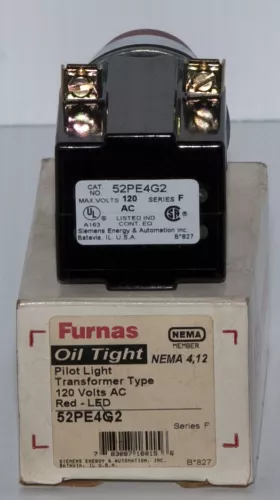 CAT NO. 52PE4G2
MAX VOLTS 120 AC SERIES F
UL
LISTED IND. CONT. EQ.
A163
Siemens Energy & Automation Inc.
Batavia, IL U.S.A. B*827
Furnas
NEMA
MEMBER
Oil Tight NEMA 4,12
Pilot Light
Transformer Type
120 Volts AC
Red - LED
52PE4G2
Series F
SIEMENS ENERGY & AUTOMATION, INC.
BATAVIA, IL U.S.A. B*827